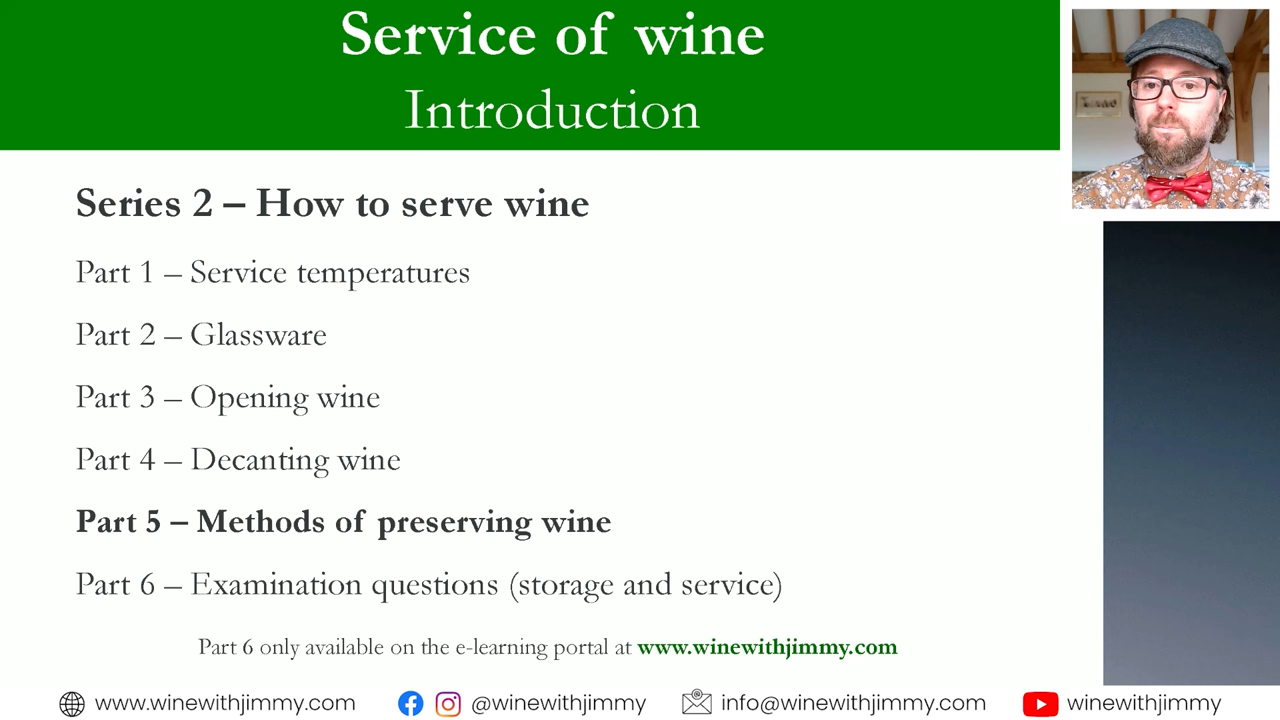 Service of wine
Introduction
Series 2 – How to serve wine
Part 1 – Service temperatures
Part 2 – Glassware
Part 3 – Opening wine
Part 4 – Decanting wine
Part 5 – Methods of preserving wine
Part 6 – Examination questions (storage and service)
Part 6 only available on the e-learning portal at www.winewithjimmy.com
www.winewithjimmy.com @winewithjimmy info@winewithjimmy.com winewithjimmy